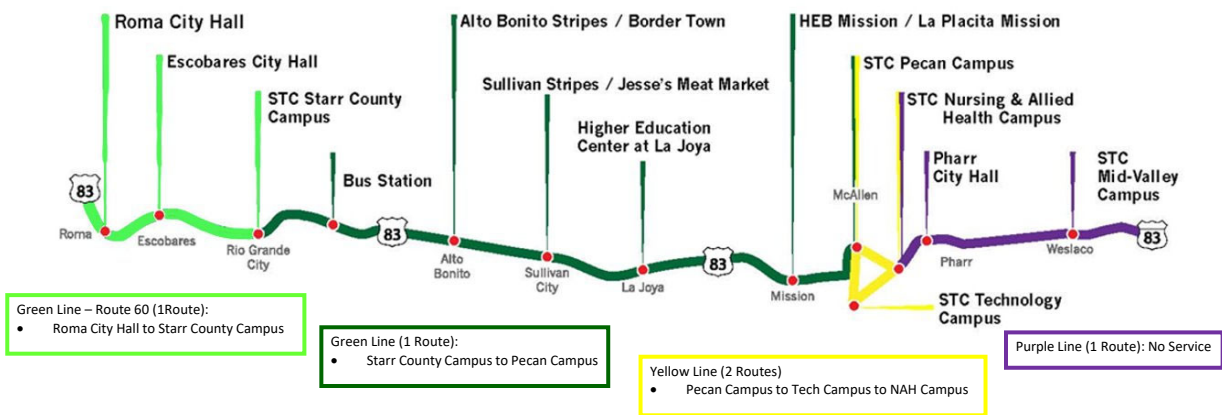 Roma City Hall
Escobares City Hall
STC Starr County
Campus
Bus Station
Alto Bonito Stripes / Border Town
Sullivan Stripes / Jesse's Meat Market
Higher Education
Center at La Joya
HEB Mission / La Placita Mission
STC Pecan Campus
STC Nursing & Allied
Health Campus
Pharr
City Hall
STC
Mid-Valley
Campus
83
Roma
Escobares
Rio Grande
City
83
Alto
Bonito
Sullivan
City
La Joya
83
Mission
McAllen
Pharr
Weslaco
83
STC Technology
Campus
Green Line – Route 60 (1Route):
• Roma City Hall to Starr County Campus
Green Line (1 Route):
• Starr County Campus to Pecan Campus
Yellow Line (2 Routes)
• Pecan Campus to Tech Campus to NAH Campus
Purple Line (1 Route): No Service